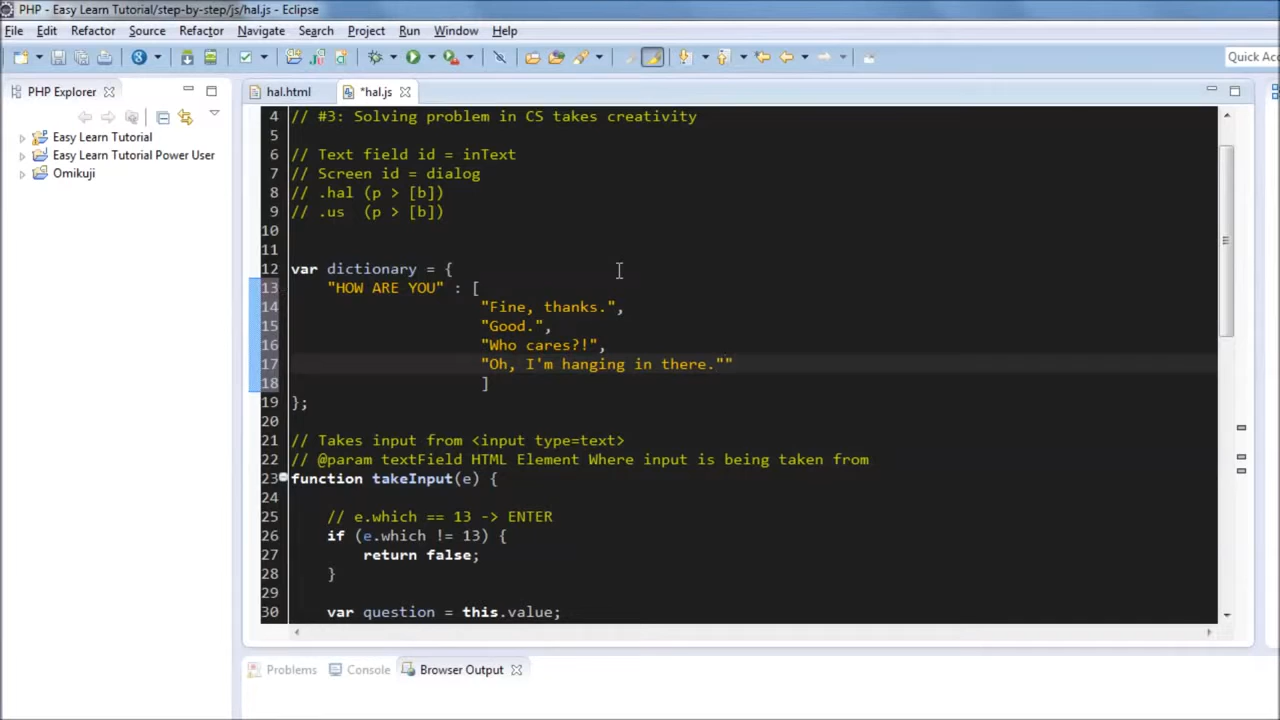 PHP - Easy Learn Tutorial/step-by-step/js/hal.js - Eclipse
File Edit Refactor Source Refactor Navigate Search Project Run Window Help
Quick Acc
PHP Explorer
hal.html
*hal.js
Easy Learn Tutorial
Easy Learn Tutorial Power User
Omikuji
4 // #3: Solving problem in CS takes creativity
5
6 // Text field id = inText
7 // Screen id = dialog
8 // .hal (p > [b])
9 // .us  (p > [b])
10
11
12 var dictionary = {
13     "HOW ARE YOU" : [
14                      "Fine, thanks.",
15                      "Good.",
16                      "Who cares?!",
17                      "Oh, I'm hanging in there.""
18                      ]
19 };
20
21 // Takes input from <input type=text>
22 // @param textField HTML Element Where input is being taken from
23 function takeInput(e) {
24
25     // e.which == 13 -> ENTER
26     if (e.which != 13) {
27         return false;
28     }
29
30     var question = this.value;
Problems Console Browser Output